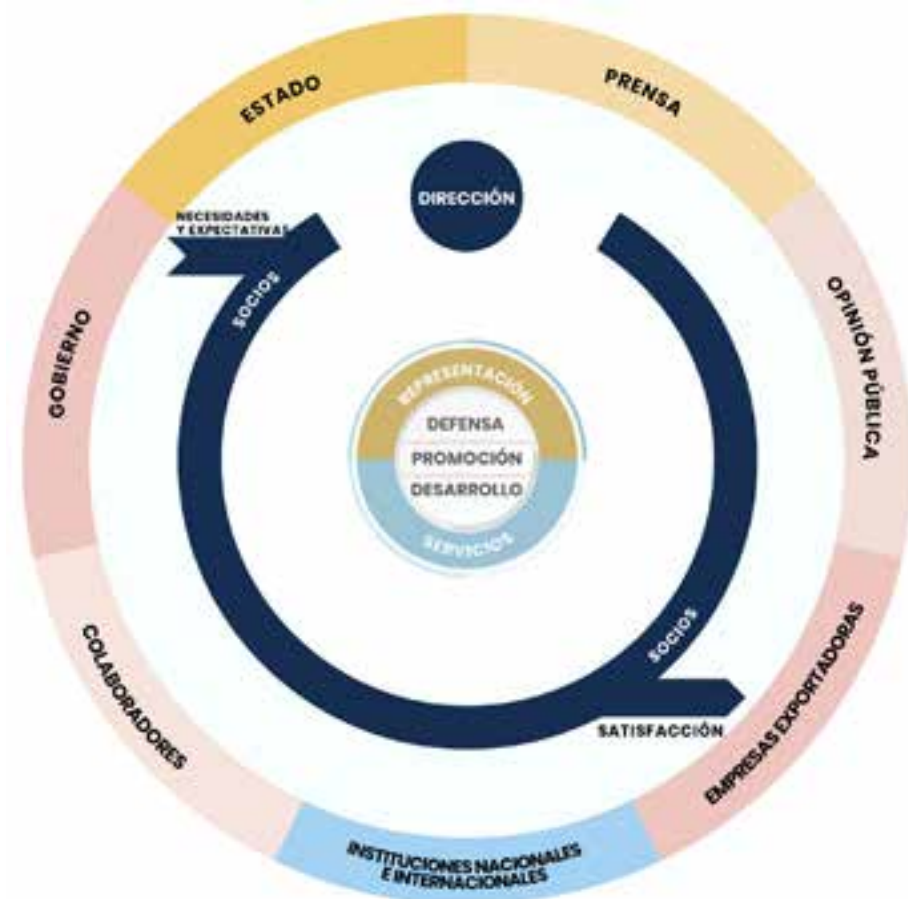 ESTADO
PRENSA
DIRECCIÓN
NECESIDADES
Y EXPECTATIVAS
SOCIOS
GOBIERNO
OPINIÓN PÚBLICA
REPRESENTACIÓN
DEFENSA
PROMOCIÓN
DESARROLLO
SERVICIOS
SOCIOS
SATISFACCIÓN
COLABORADORES
EMPRESAS EXPORTADORAS
INSTITUCIONES NACIONALES
E INTERNACIONALES